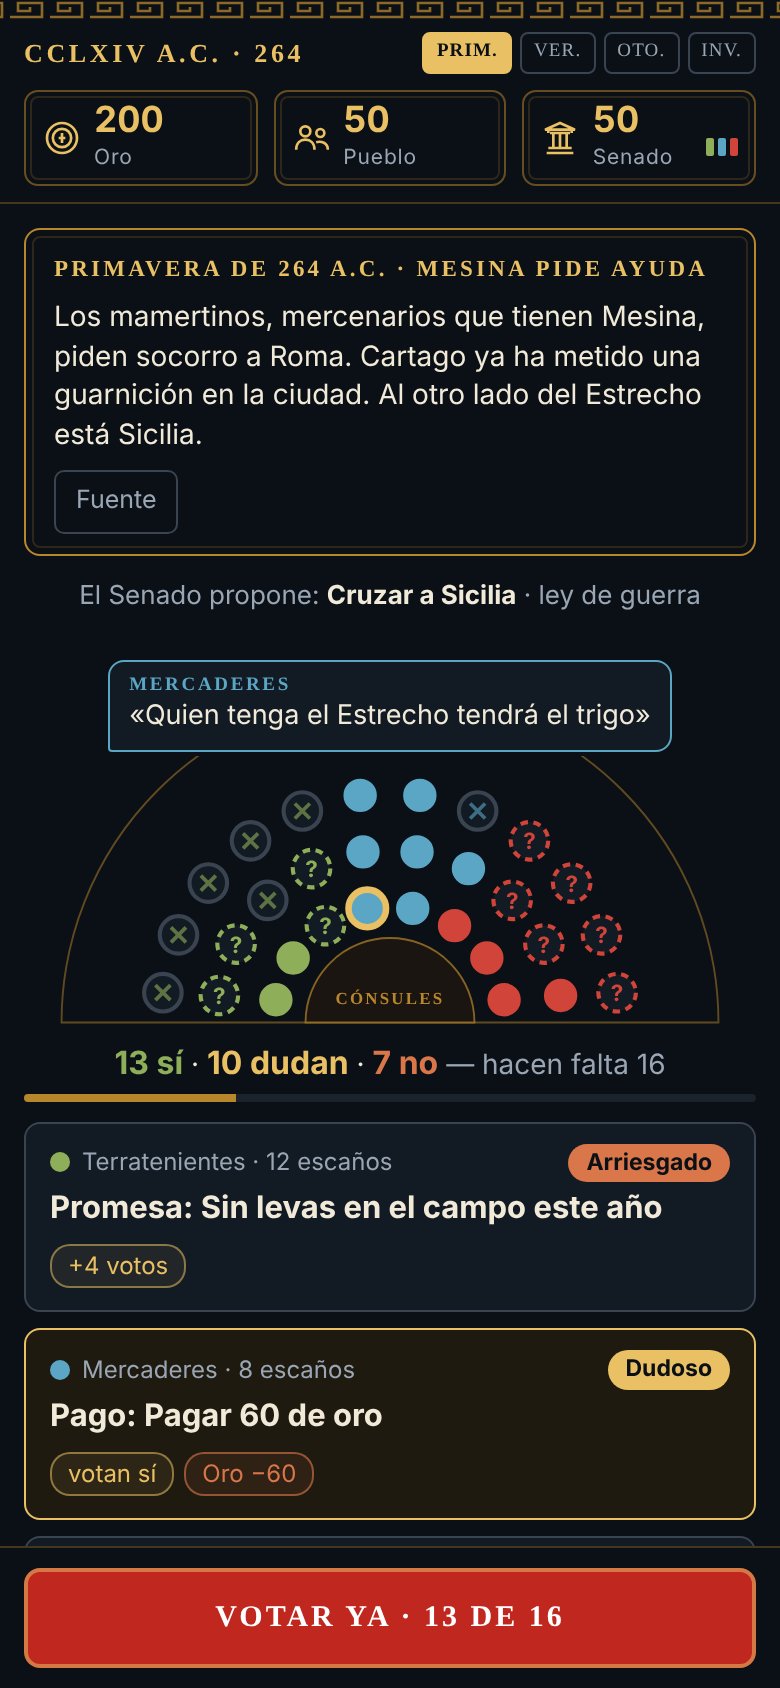 CCLXIV A.C. · 264
PRIM.
VER.
OTO.
INV.
200
Oro
50
Pueblo
50
Senado
PRIMAVERA DE 264 A.C. · MESINA PIDE AYUDA
Los mamertinos, mercenarios que tienen Mesina,
piden socorro a Roma. Cartago ya ha metido una
guarnición en la ciudad. Al otro lado del Estrecho
está Sicilia.
Fuente
El Senado propone: Cruzar a Sicilia · ley de guerra
MERCADERES
«Quien tenga el Estrecho tendrá el trigo»
? ? ? ? ? ? ? ? ? ?
CÓNSULES
13 sí · 10 dudan · 7 no — hacen falta 16
Terratenientes · 12 escaños
Arriesgado
Promesa: Sin levas en el campo este año
+4 votos
Mercaderes · 8 escaños
Dudoso
Pago: Pagar 60 de oro
votan sí
Oro −60
VOTAR YA · 13 DE 16